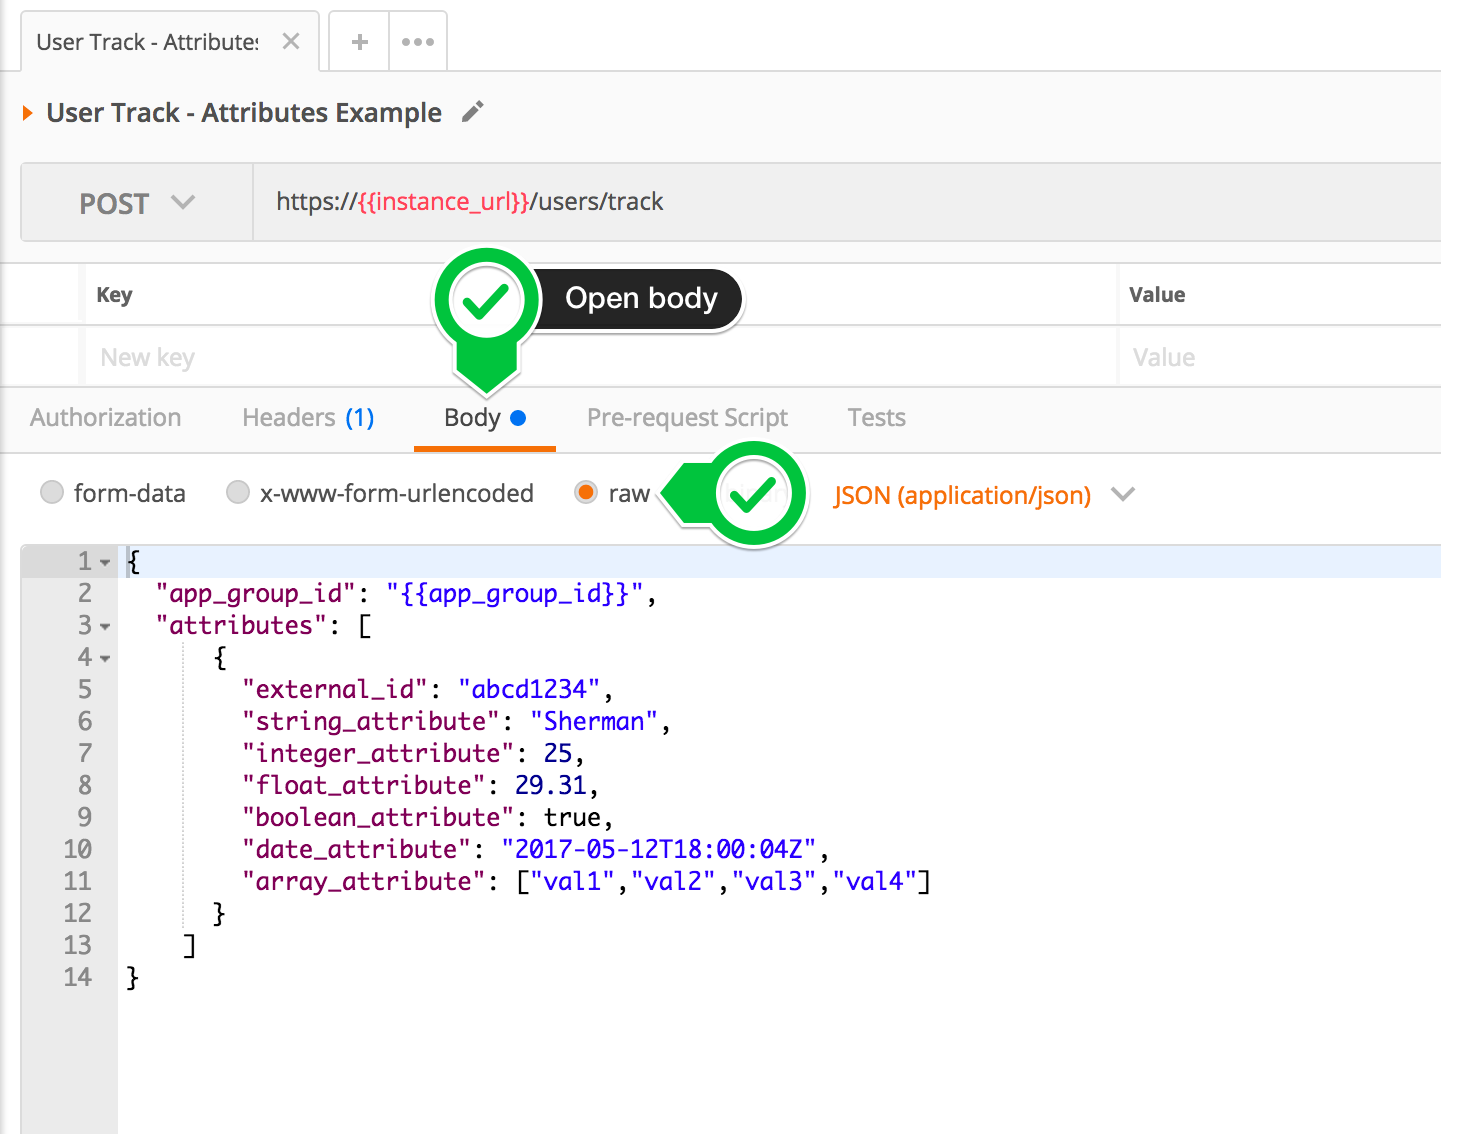 User Track - Attributes
User Track - Attributes Example
POST https://{{instance_url}}/users/track
Key Value
Open body
New key Value
Authorization Headers (1) Body Pre-request Script Tests
form-data x-www-form-urlencoded raw JSON (application/json)
1 {
2 "app_group_id": "{{app_group_id}}",
3 "attributes": [
4 {
5 "external_id": "abcd1234",
6 "string_attribute": "Sherman",
7 "integer_attribute": 25,
8 "float_attribute": 29.31,
9 "boolean_attribute": true,
10 "date_attribute": "2017-05-12T18:00:04Z",
11 "array_attribute": ["val1","val2","val3","val4"]
12 }
13 ]
14 }